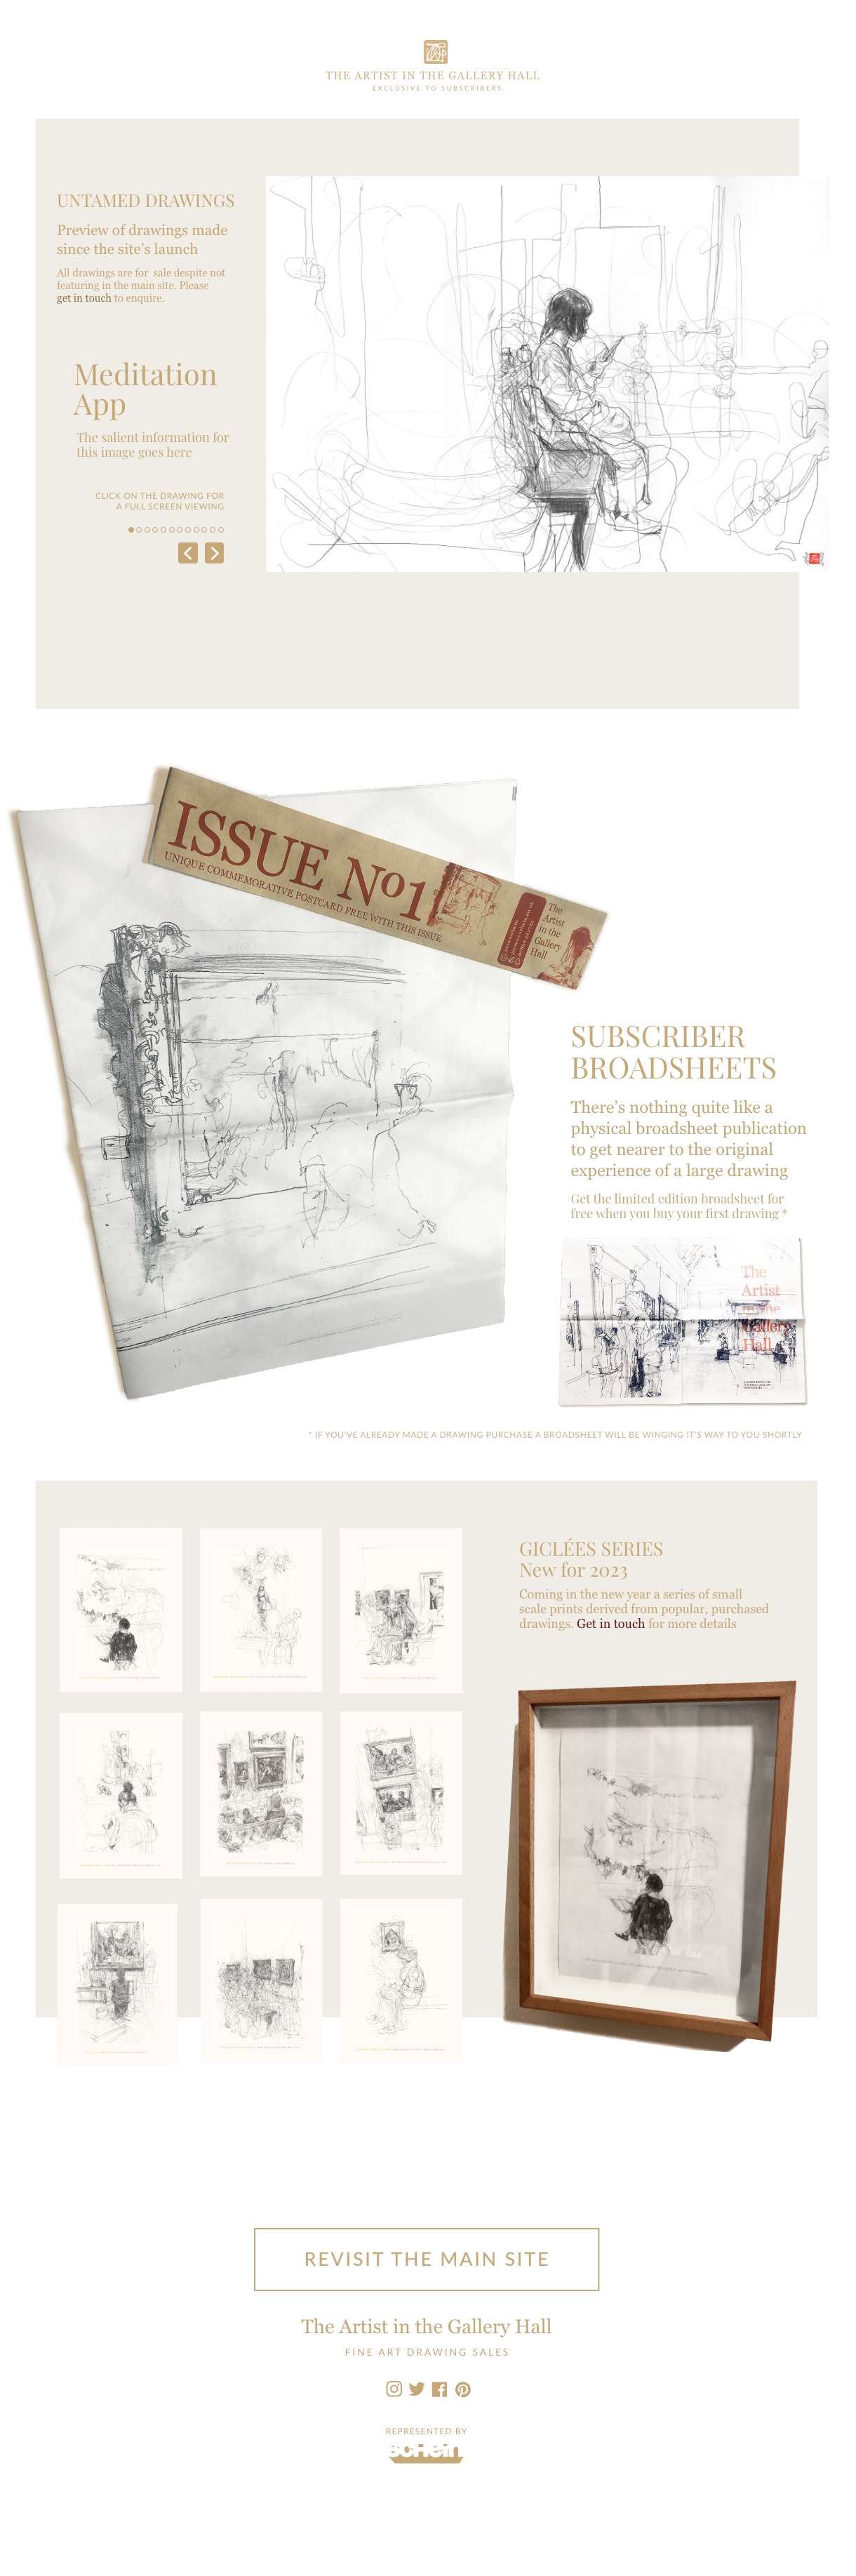 THE ARTIST IN THE GALLERY HALL
EXCLUSIVE TO SUBSCRIBERS
UNTAMED DRAWINGS
Preview of drawings made
since the site's launch
All drawings are for sale despite not
featuring in the main site. Please
get in touch to enquire.
Meditation
App
The salient information for
this image goes here
CLICK ON THE DRAWING FOR
A FULL SCREEN VIEWING
ISSUE No1
UNIQUE COMMEMORATIVE POSTCARD FREE WITH THIS ISSUE
The
Artist
in the
Gallery
Hall
SUBSCRIBER
BROADSHEETS
There's nothing quite like a
physical broadsheet publication
to get nearer to the original
experience of a large drawing
Get the limited edition broadsheet for
free when you buy your first drawing *
The
Artist
in the
Gallery
Hall
* IF YOU'VE ALREADY MADE A DRAWING PURCHASE A BROADSHEET WILL BE WINGING IT'S WAY TO YOU SHORTLY
GICLÉES SERIES
New for 2023
Coming in the new year a series of small
scale prints derived from popular, purchased
drawings. Get in touch for more details
REVISIT THE MAIN SITE
The Artist in the Gallery Hall
FINE ART DRAWING SALES
REPRESENTED BY
schein